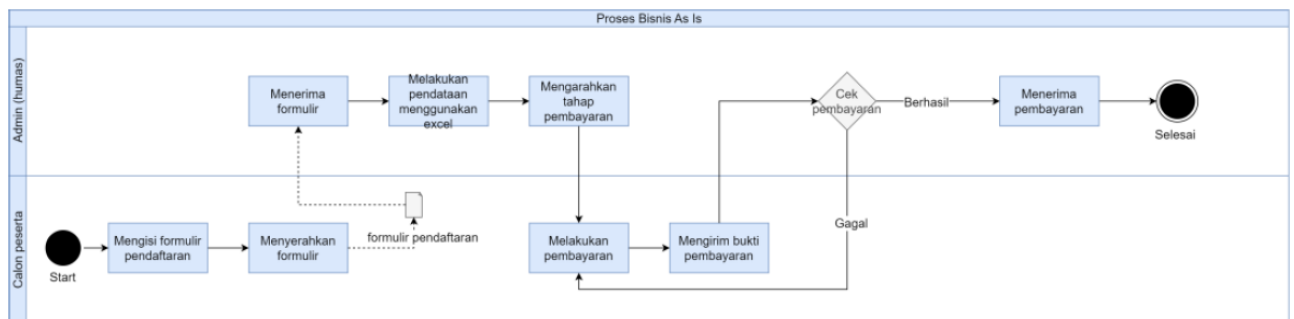 Proses Bisnis As Is
Admin (humas)
Menerima
formulir
Melakukan
pendataan
menggunakan
excel
Mengarahkan
tahap
pembayaran
Cek
pembayaran
Berhasil
Menerima
pembayaran
Selesai
Calon peserta
Start
Mengisi formulir
pendaftaran
Menyerahkan
formulir
formulir pendaftaran
Melakukan
pembayaran
Mengirim bukti
pembayaran
Gagal